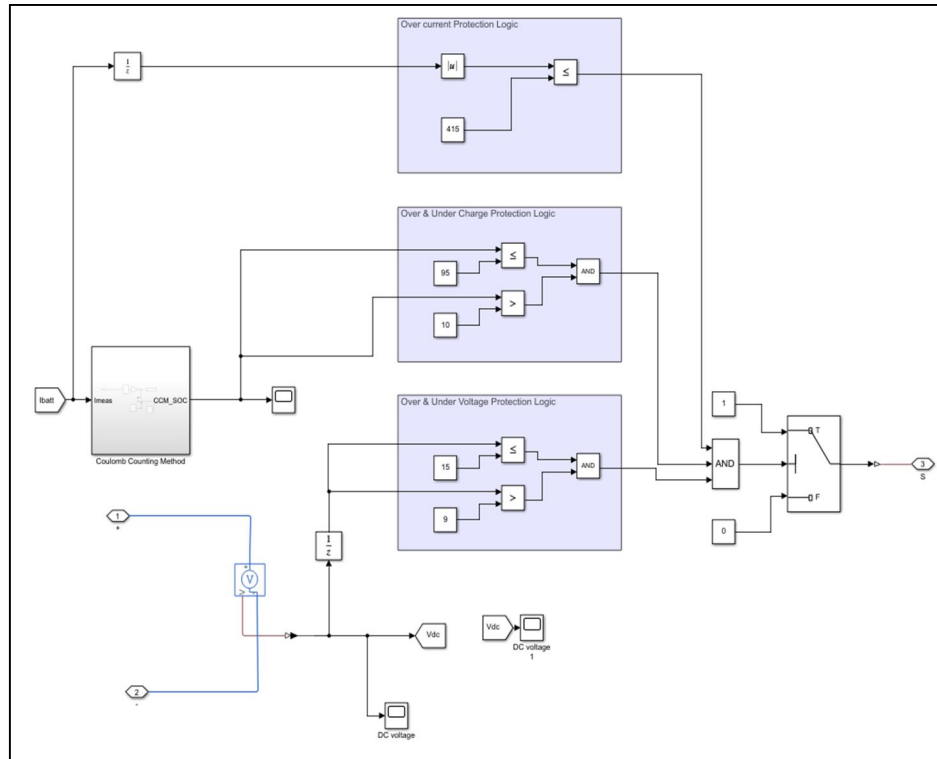 Over current Protection Logic
1
z
|u|
≤
415
Over & Under Charge Protection Logic
≤
95
AND
>
10
Ibatt
Imeas
CCM_SOC
Coulomb Counting Method
Over & Under Voltage Protection Logic
≤
15
AND
>
9
1
z
1
AND
T
F
0
3
S
1
+
V
2
-
Vdc
Vdc
DC voltage
1
DC voltage